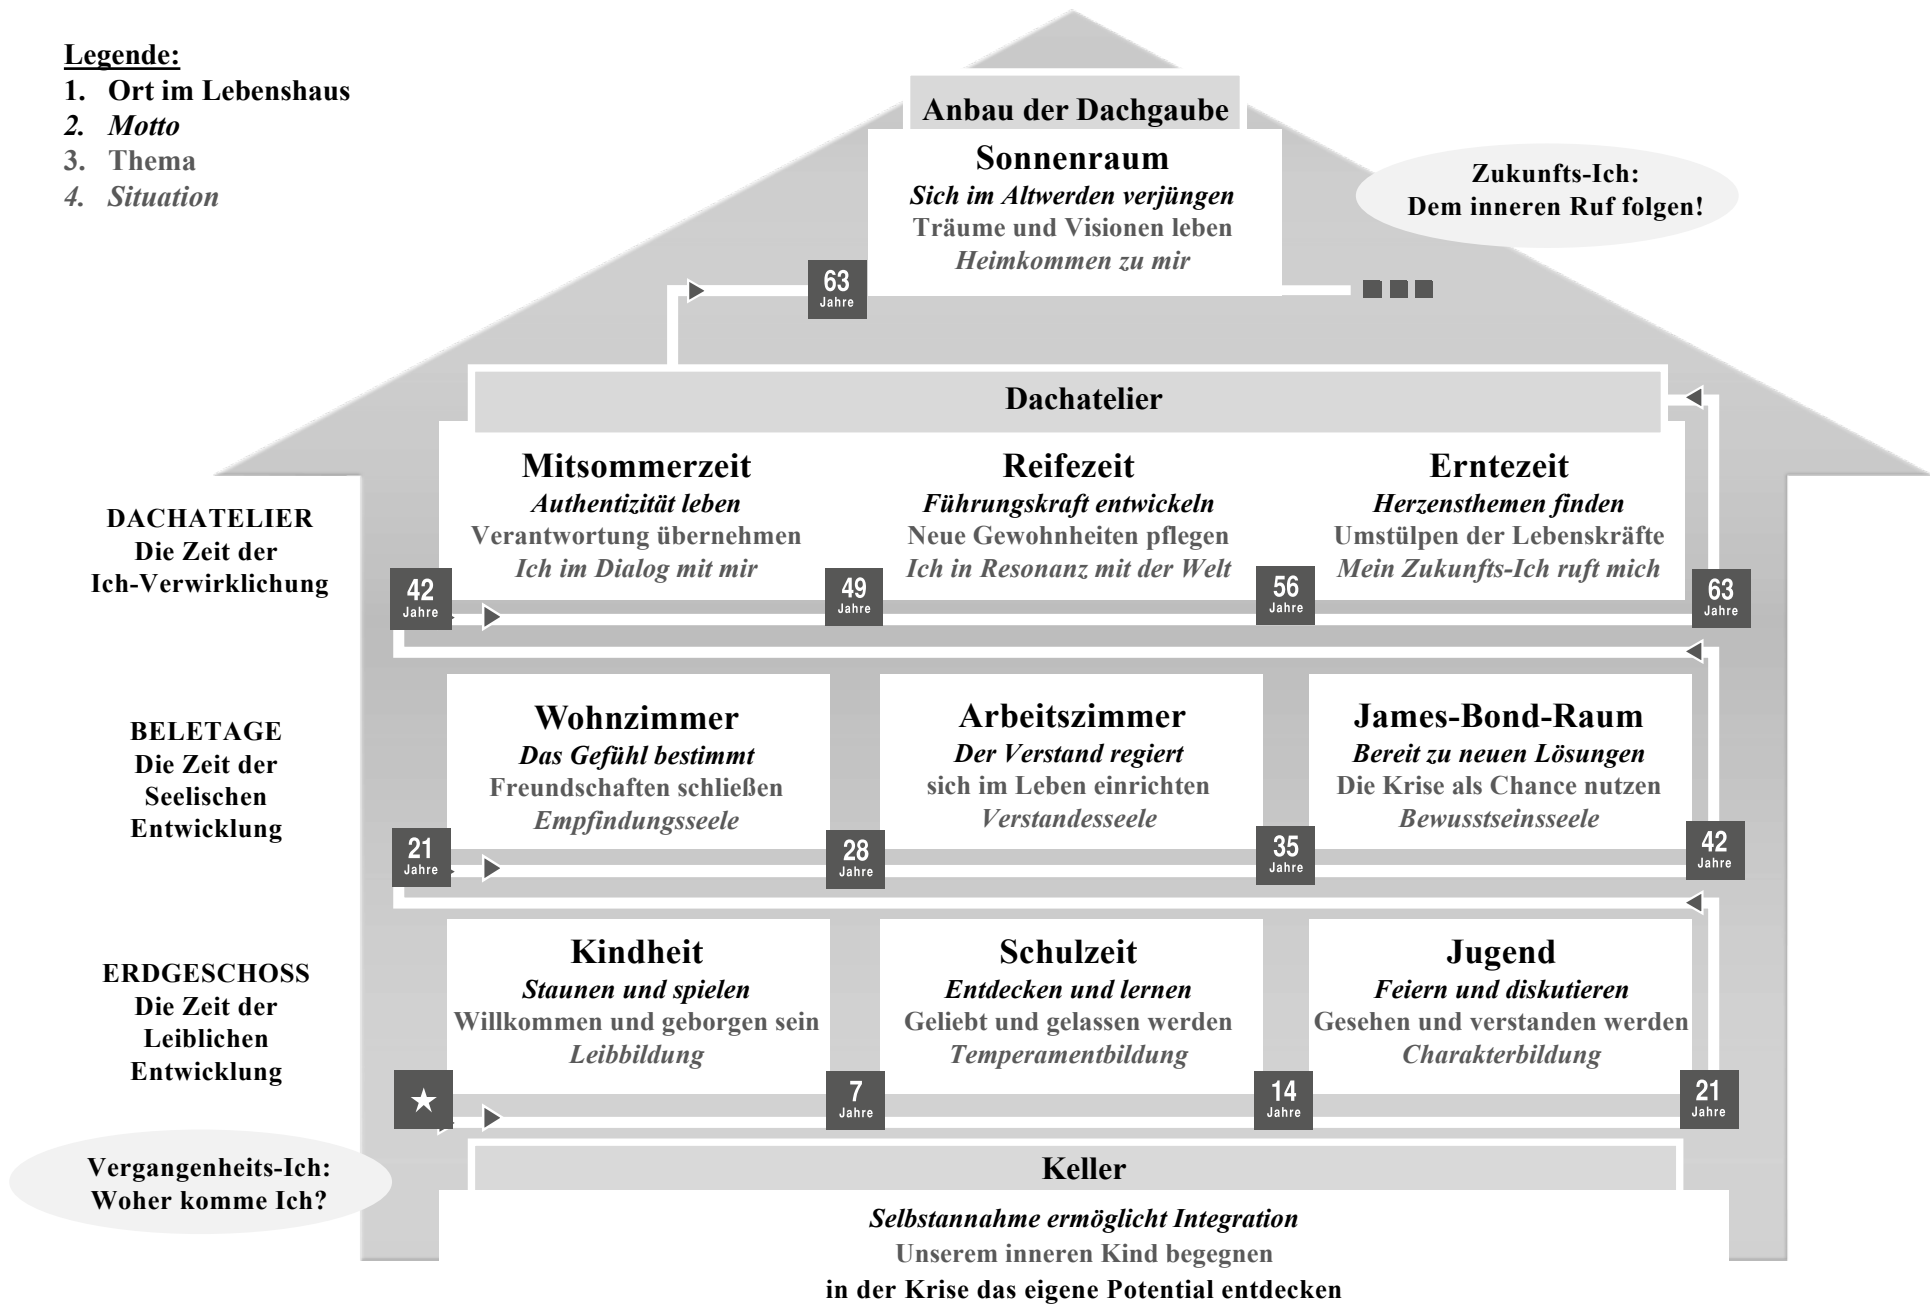 Legende:
1. Ort im Lebenshaus
2. Motto
3. Thema
4. Situation
Anbau der Dachgaube
Sonnenraum
Sich im Altwerden verjüngen
Träume und Visionen leben
Heimkommen zu mir
Zukunfts-Ich:
Dem inneren Ruf folgen!
63
Jahre
Dachatelier
DACHATELIER
Die Zeit der
Ich-Verwirklichung
Mitsommerzeit
Authentizität leben
Verantwortung übernehmen
Ich im Dialog mit mir
Reifezeit
Führungskraft entwickeln
Neue Gewohnheiten pflegen
Ich in Resonanz mit der Welt
Erntezeit
Herzensthemen finden
Umstülpen der Lebenskräfte
Mein Zukunfts-Ich ruft mich
42
Jahre
49
Jahre
56
Jahre
63
Jahre
BELETAGE
Die Zeit der
Seelischen
Entwicklung
Wohnzimmer
Das Gefühl bestimmt
Freundschaften schließen
Empfindungsseele
Arbeitszimmer
Der Verstand regiert
sich im Leben einrichten
Verstandesseele
James-Bond-Raum
Bereit zu neuen Lösungen
Die Krise als Chance nutzen
Bewusstseinsseele
21
Jahre
28
Jahre
35
Jahre
42
Jahre
ERDGESCHOSS
Die Zeit der
Leiblichen
Entwicklung
Kindheit
Staunen und spielen
Willkommen und geborgen sein
Leibbildung
Schulzeit
Entdecken und lernen
Geliebt und gelassen werden
Temperamentbildung
Jugend
Feiern und diskutieren
Gesehen und verstanden werden
Charakterbildung
7
Jahre
14
Jahre
21
Jahre
Vergangenheits-Ich:
Woher komme Ich?
Keller
Selbstannahme ermöglicht Integration
Unserem inneren Kind begegnen
in der Krise das eigene Potential entdecken